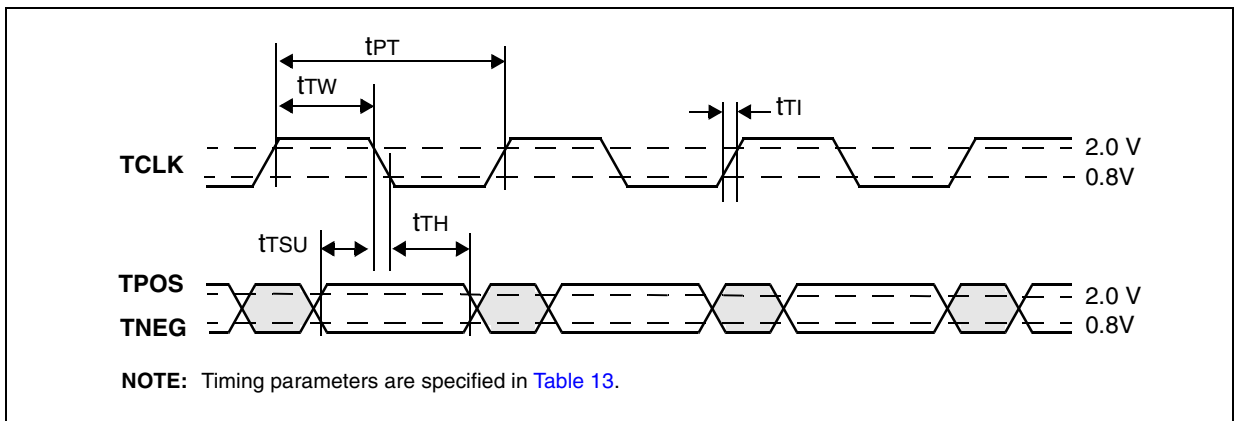 tPT
tTW
tTI
TCLK
2.0 V
0.8V
tTSU
tTH
TPOS
2.0 V
TNEG
0.8V
NOTE: Timing parameters are specified in Table 13.